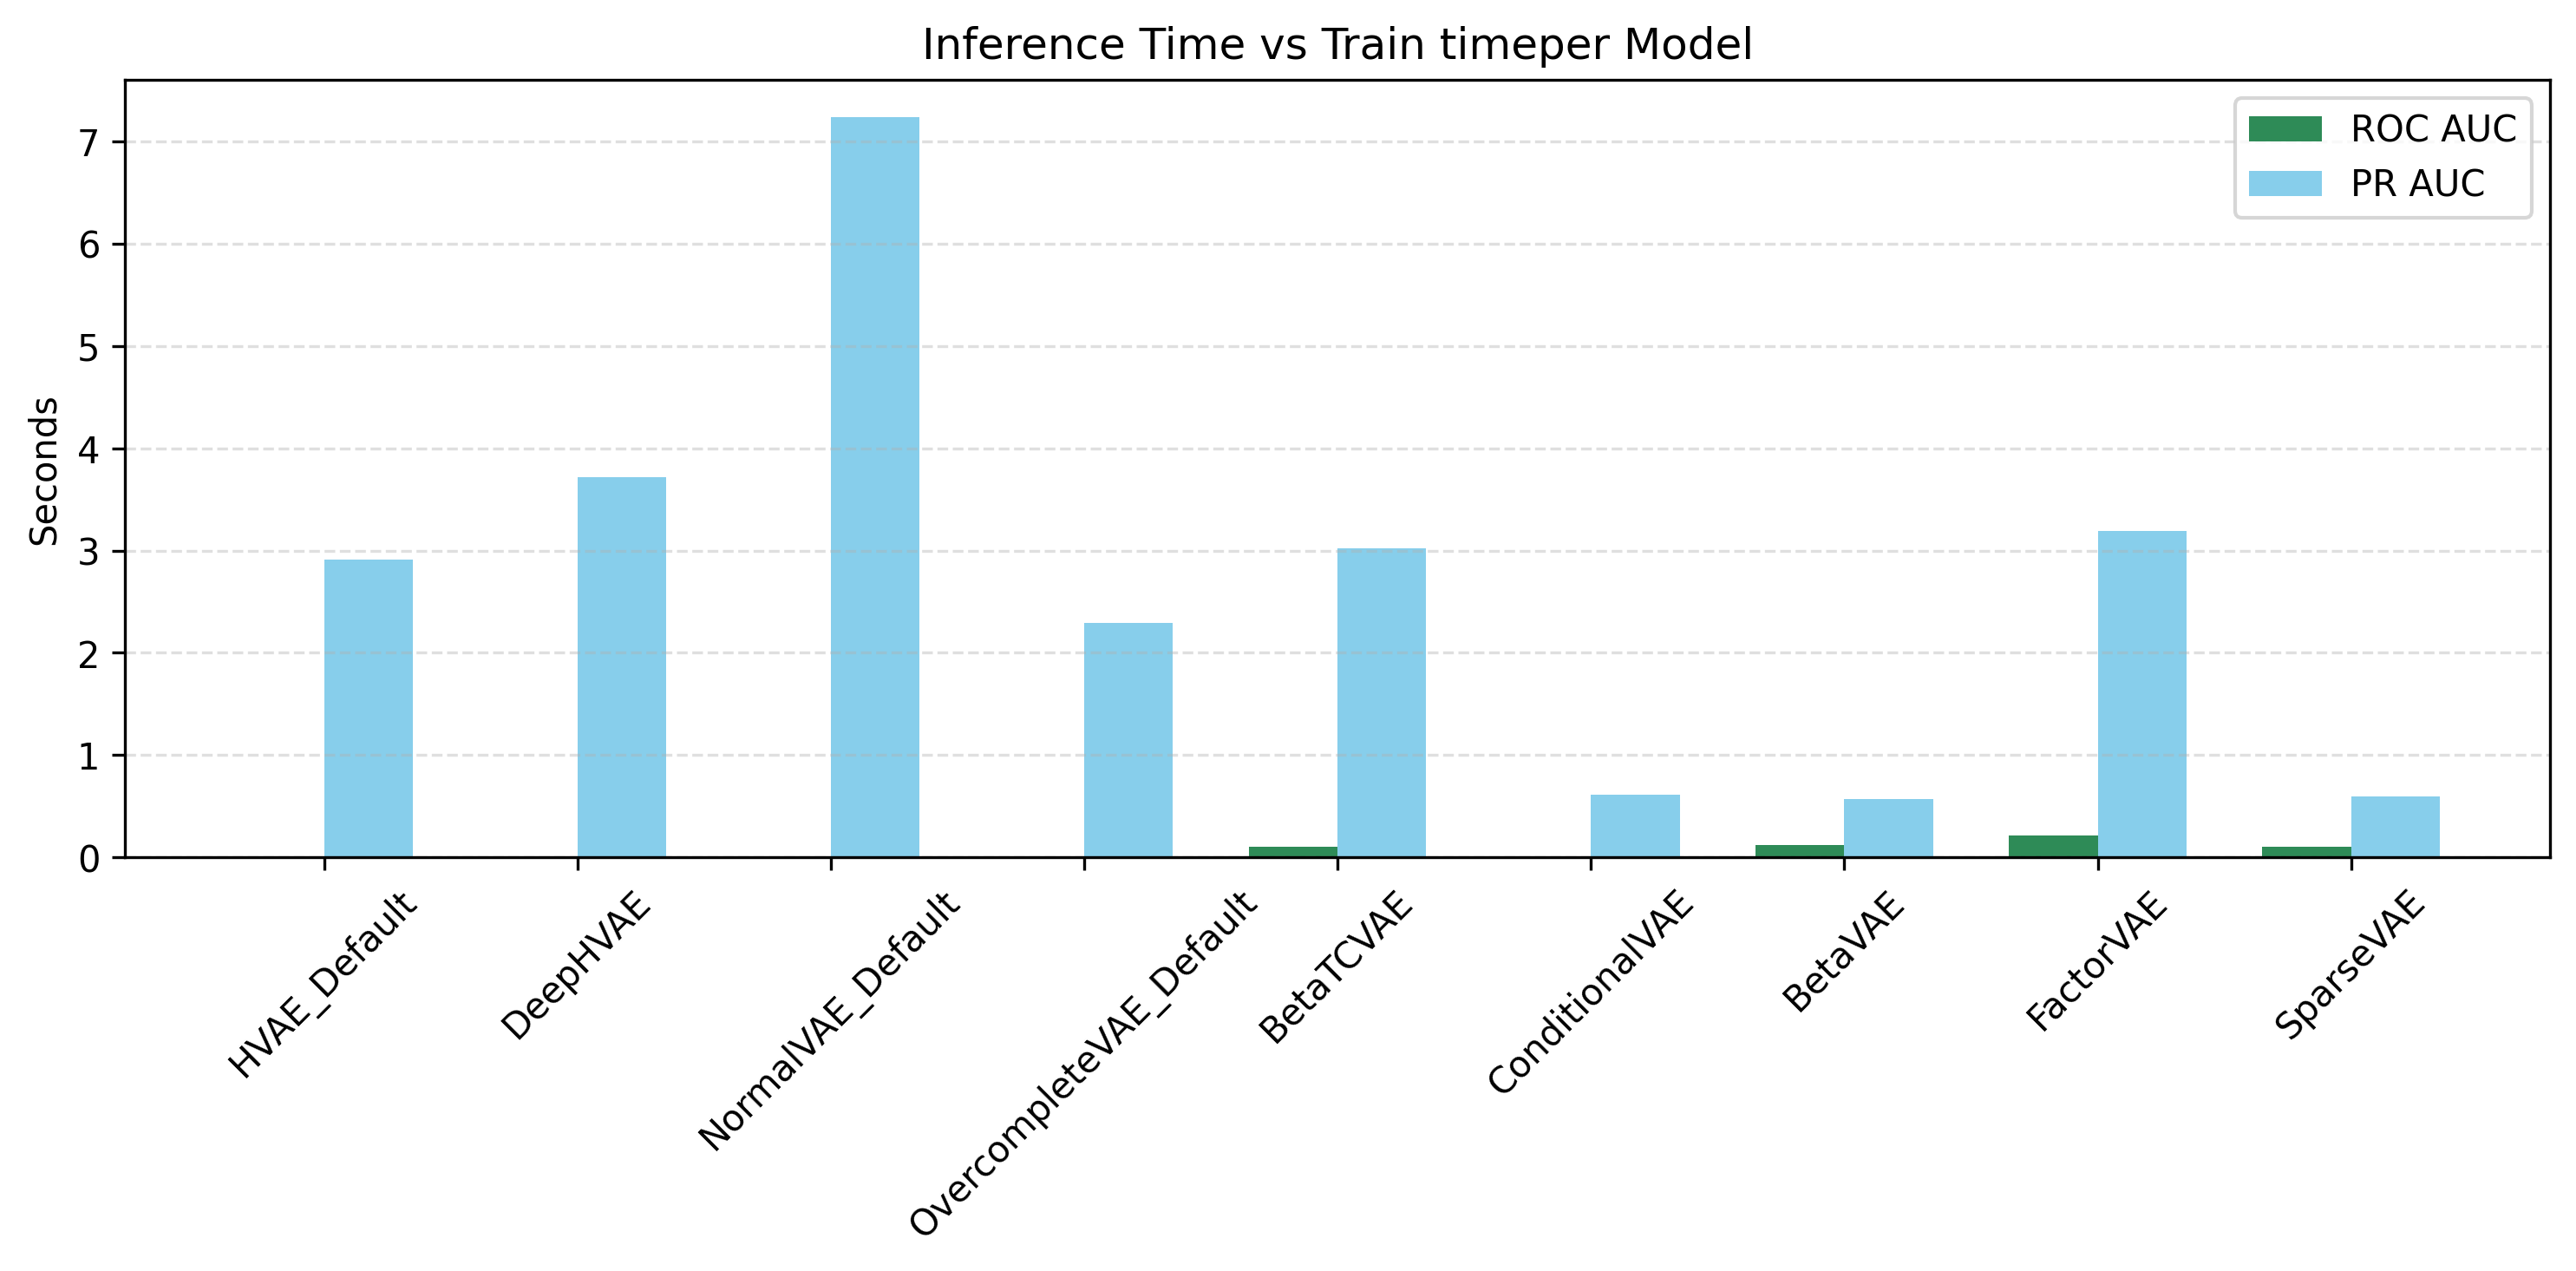 Inference Time vs Train timeper Model
ROC AUC
PR AUC
Seconds
7
6
5
4
3
2
1
0
HVAE_Default
DeepHVAE
NormalVAE_Default
OvercompleteVAE_Default
BetaTCVAE
ConditionalVAE
BetaVAE
FactorVAE
SparseVAE